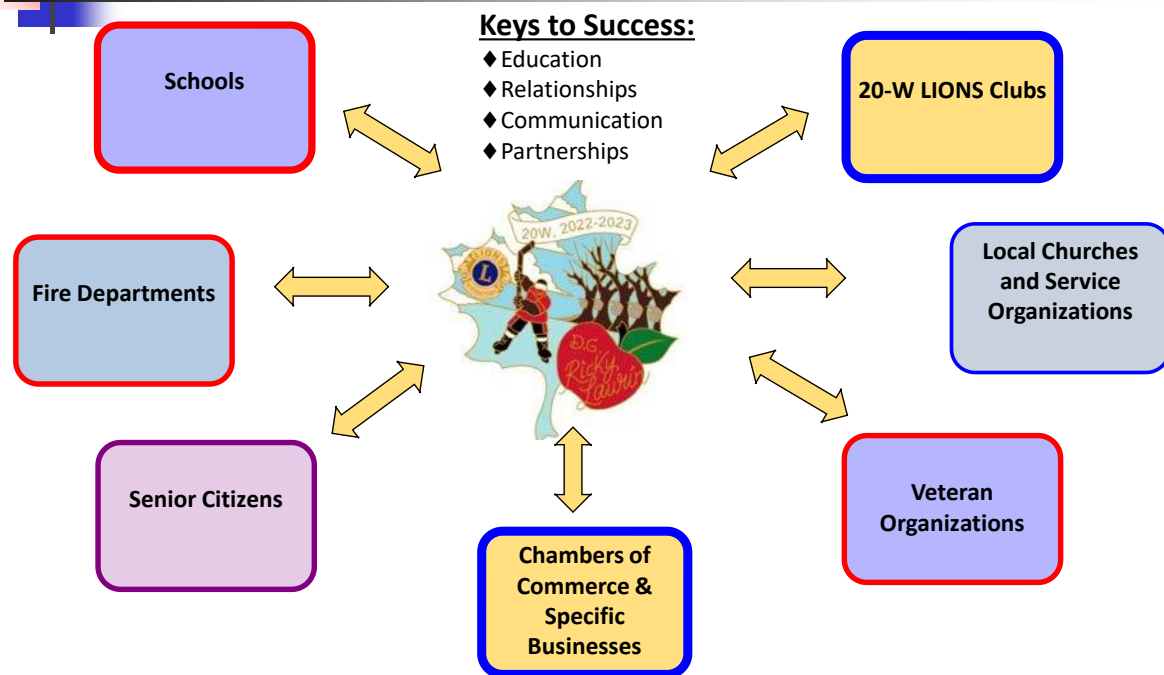 Keys to Success:
♦ Education
♦ Relationships
♦ Communication
♦ Partnerships
Schools
20-W LIONS Clubs
20W, 2022-2023
LIONS
L
D.G.
Ricky
Laurin
Fire Departments
Local Churches
and Service
Organizations
Senior Citizens
Veteran
Organizations
Chambers of
Commerce &
Specific
Businesses